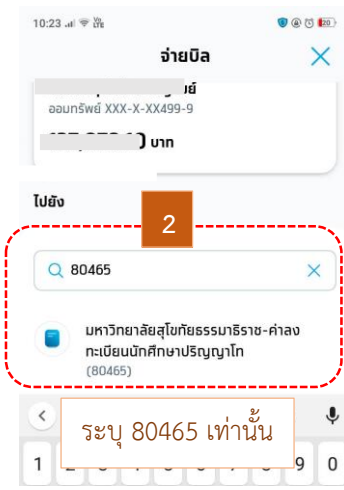 10:23
จ่ายบิล
ออมทรัพย์ XXX-X-XX499-9
บาท
ไปยัง
2
80465
มหาวิทยาลัยสุโขทัยธรรมาธิราช-ค่าลง
ทะเบียนนักศึกษาปริญญาโท
(80465)
ระบุ 80465 เท่านั้น
1 9 0